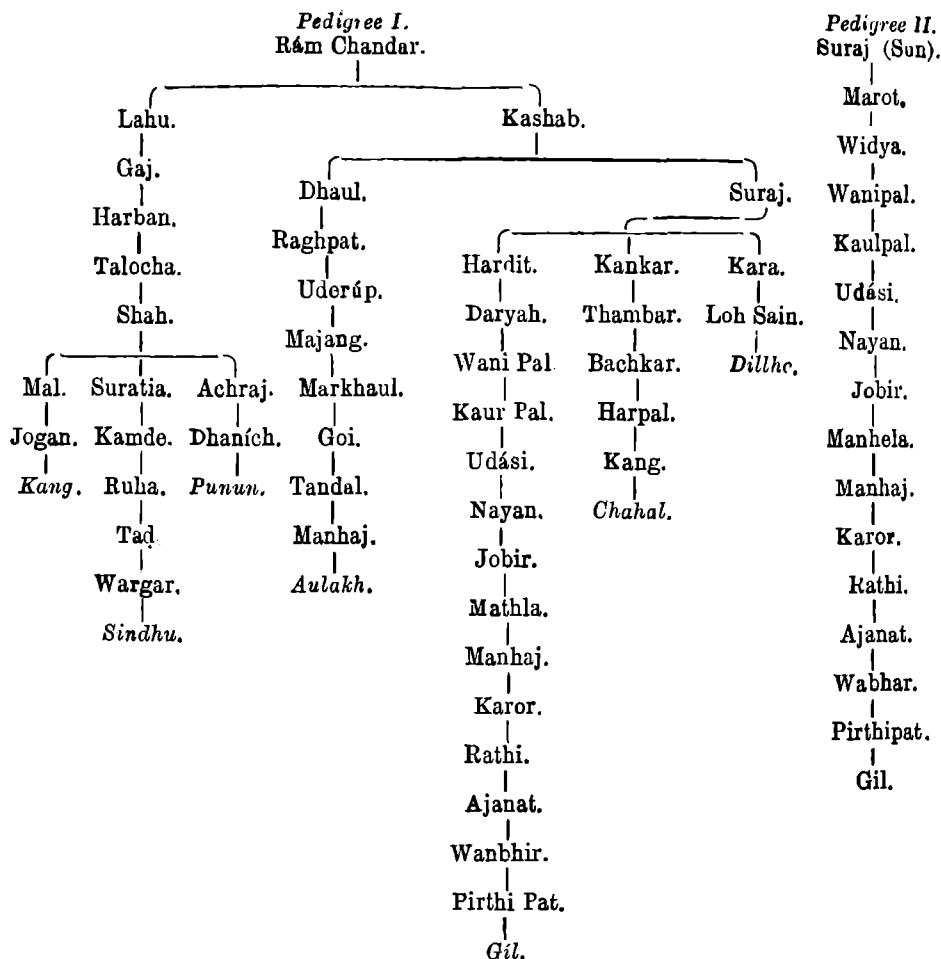 Pedigree I.
Rám Chandar.
Lahu. Kashab.
Gaj.
Dhaul. Suraj.
Harban.
Raghpat.
Talocha. Hardit. Kankar. Kara.
Uderúp.
Shah. Daryah. Thambar. Loh Sain.
Majang.
Wani Pal Bachkar. Dillho.
Mal. Suratia. Achraj. Markhaul.
Kaur Pal. Harpal.
Jogan. Kamde. Dhaních. Goi.
Udási. Kang.
Kang. Ruha. Punun. Tandal.
Nayan. Chahal.
Tad Manhaj.
Jobir.
Wargar. Aulakh.
Mathla.
Sindhu.
Manhaj.
Karor.
Rathi.
Ajanat.
Wanbhir.
Pirthi Pat.
Gil.
Pedigree II.
Suraj (Sun).
Marot.
Widya.
Wanipal.
Kaulpal.
Udási.
Nayan.
Jobir.
Manhela.
Manhaj.
Karor.
Rathi.
Ajanat.
Wabhar.
Pirthipat.
Gil.